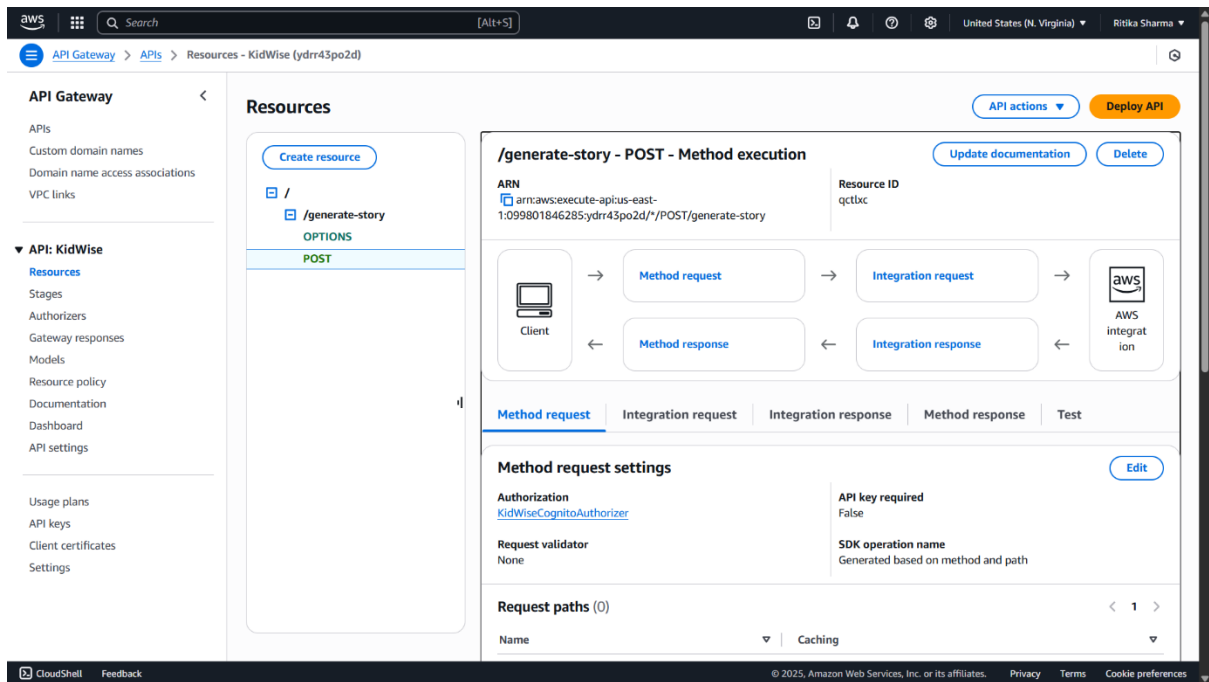 aws
Search
[Alt+S]
United States (N. Virginia) ▼
Ritika Sharma ▼
API Gateway > APIs > Resources - KidWise (ydrr43po2d)
API Gateway
APIs
Custom domain names
Domain name access associations
VPC links
▼ API: KidWise
Resources
Stages
Authorizers
Gateway responses
Models
Resource policy
Documentation
Dashboard
API settings
Usage plans
API keys
Client certificates
Settings
Resources
API actions ▼
Deploy API
Create resource
/
/generate-story
OPTIONS
POST
/generate-story - POST - Method execution
Update documentation
Delete
ARN
arn:aws:execute-api:us-east-
1:099801846285:ydrr43po2d/*/POST/generate-story
Resource ID
qctlxc
Client
Method request
Integration request
Method response
Integration response
aws
AWS
integrat
ion
Method request
Integration request
Integration response
Method response
Test
Method request settings
Edit
Authorization
KidWiseCognitoAuthorizer
API key required
False
Request validator
None
SDK operation name
Generated based on method and path
Request paths (0)
< 1 >
Name
Caching
CloudShell
Feedback
© 2025, Amazon Web Services, Inc. or its affiliates.
Privacy
Terms
Cookie preferences